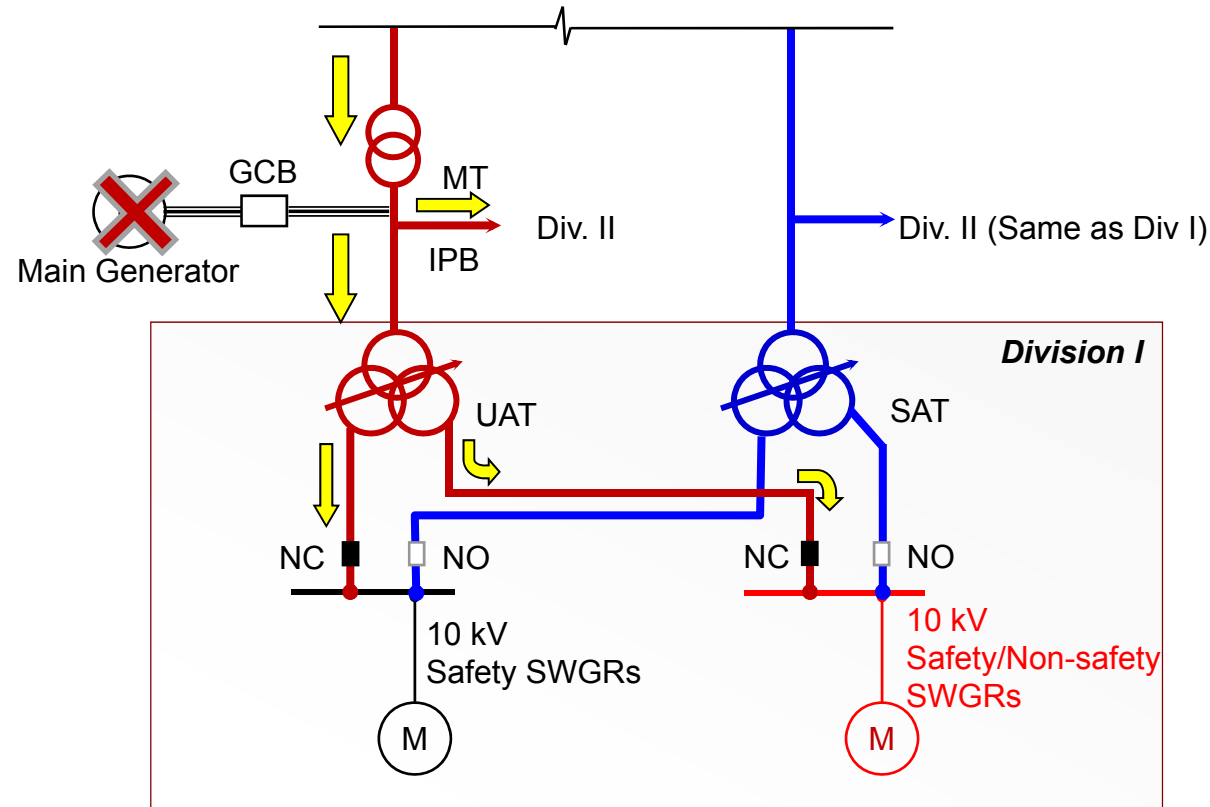 GCB
MT
Main Generator
IPB
Div. II
Div. II (Same as Div I)
Division I
UAT
SAT
NC
NO
NC
NO
10 kV
Safety SWGRs
10 kV
Safety/Non-safety
SWGRs
M
M